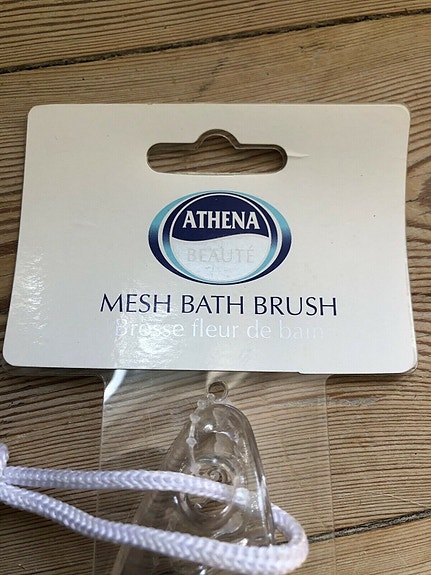 ATHENA
BEAUTÉ
MESH BATH BRUSH
Brosse fleur de bain